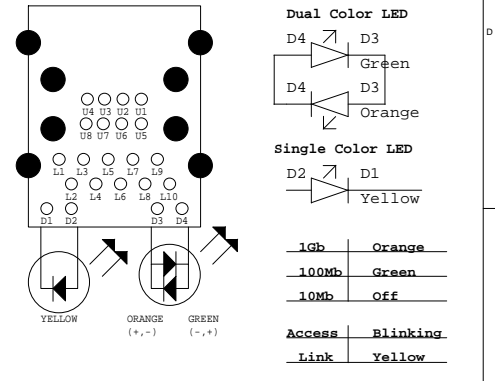 Dual Color LED
D4 D3
Green
D4 D3
Orange
D
U4 U3 U2 U1
U8 U7 U6 U5
L1 L3 L5 L7 L9
L2 L4 L6 L8 L10
D1 D2 D3 D4
Single Color LED
D2 D1
Yellow
1Gb Orange
100Mb Green
10Mb Off
Access Blinking
Link Yellow
YELLOW ORANGE GREEN
(+,-) (-,+)